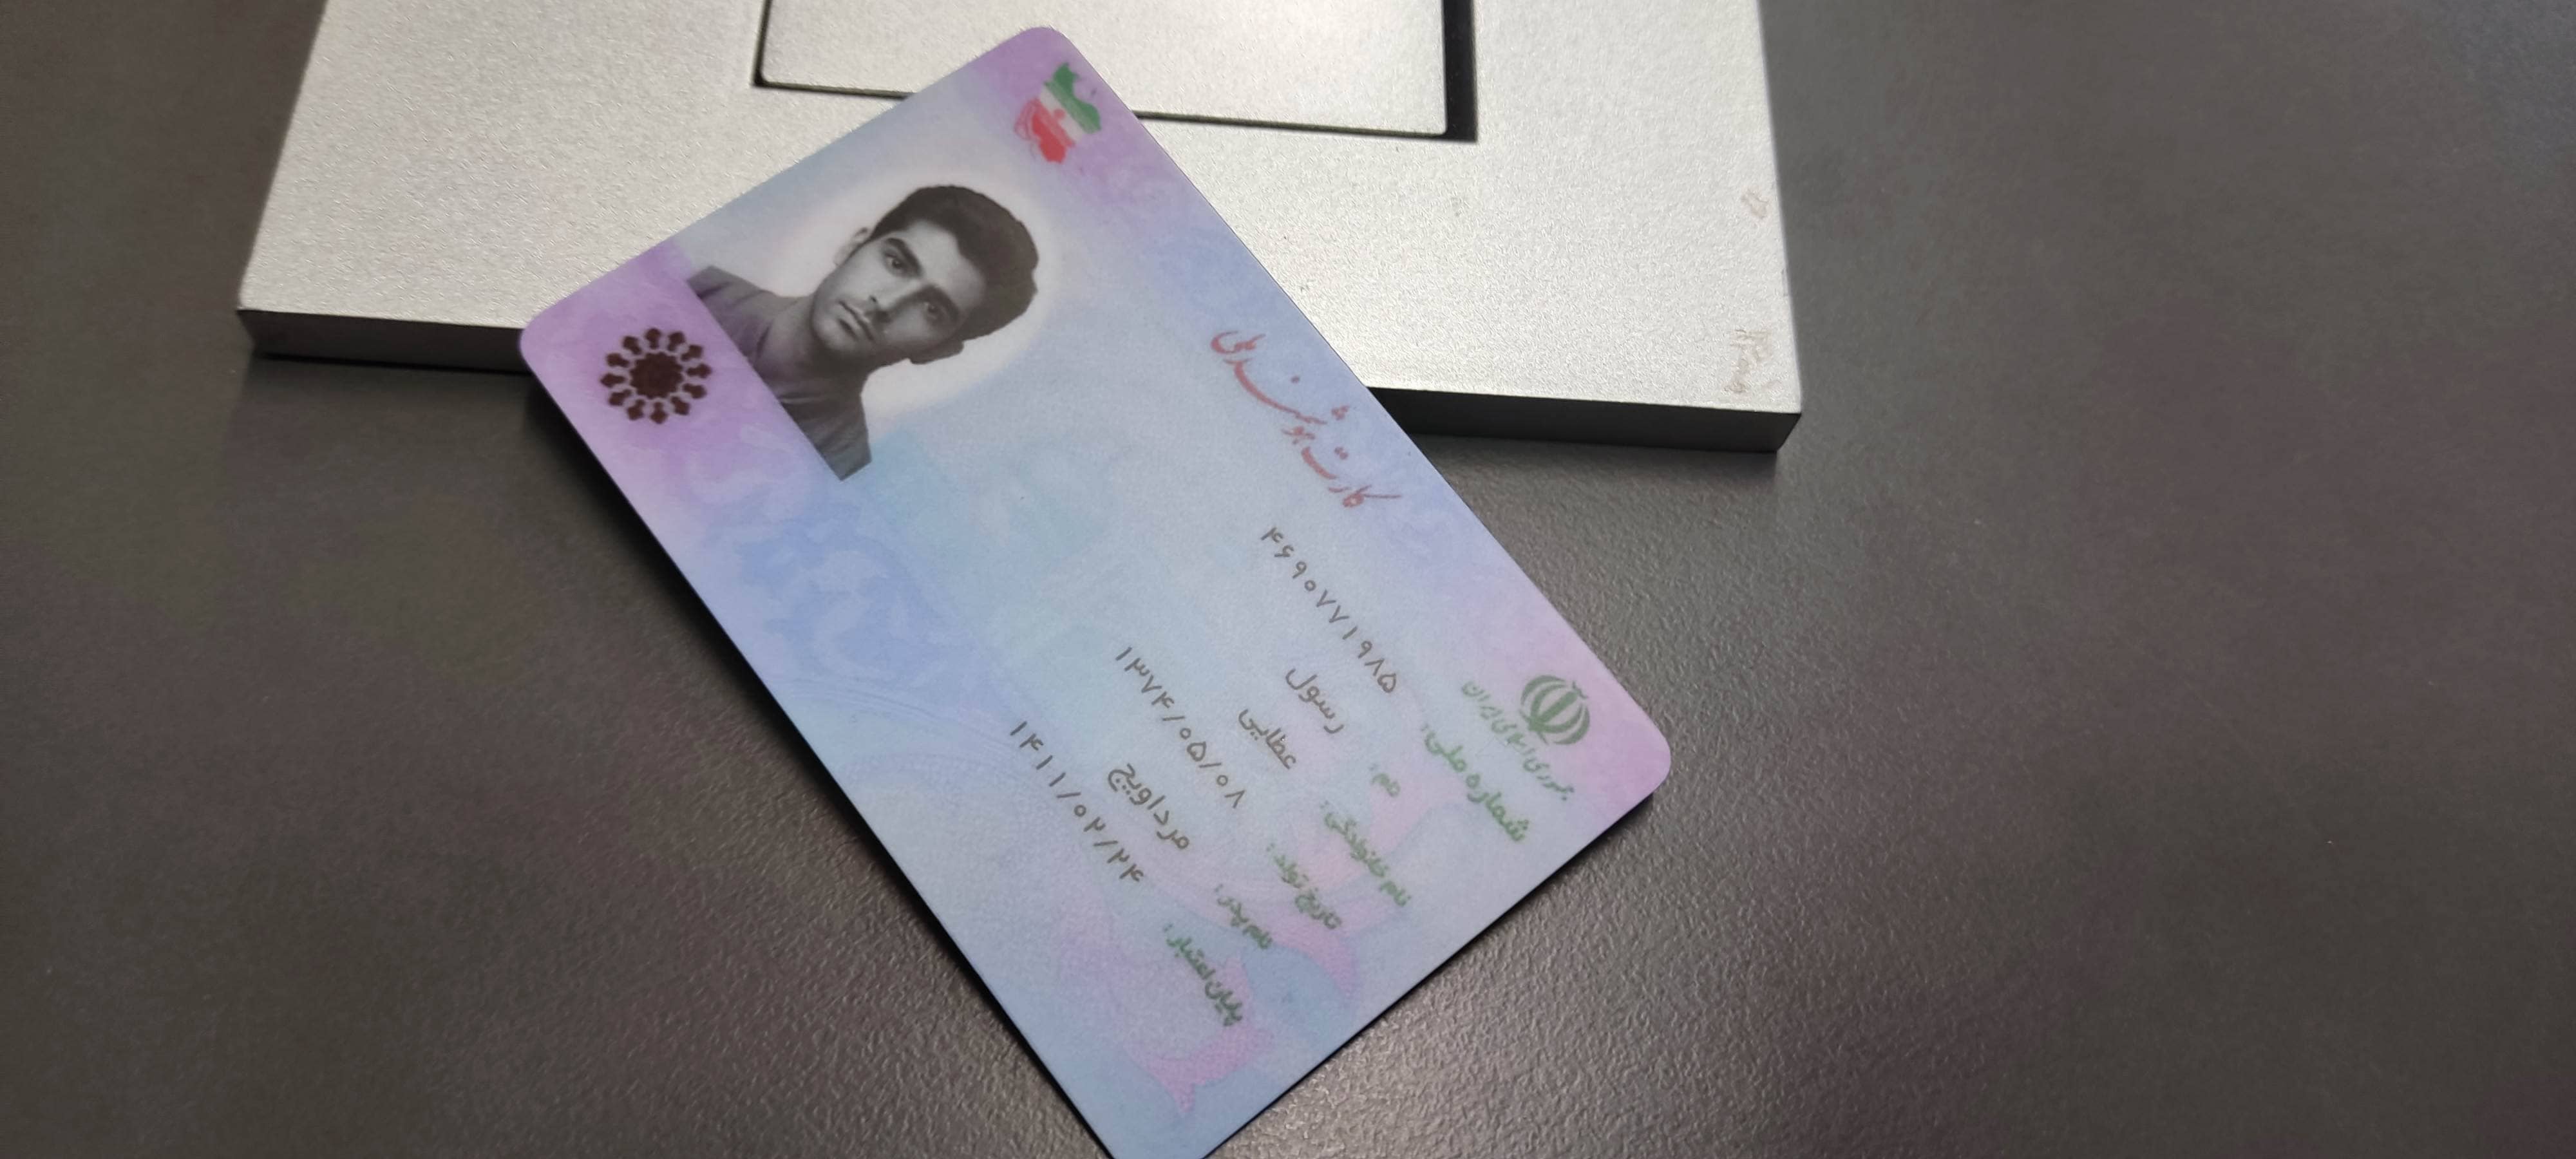 جمهوری اسلامی ایران
کارت هوشمند ملی
شماره ملی: ۴۶۹۰۷۷۱۹۸۵
نام: رسول
نام خانوادگی: عطایی
تاریخ تولد: ۱۳۷۴/۰۵/۰۸
نام پدر: مرداویج
پایان اعتبار: ۱۴۱۱/۰۲/۲۴